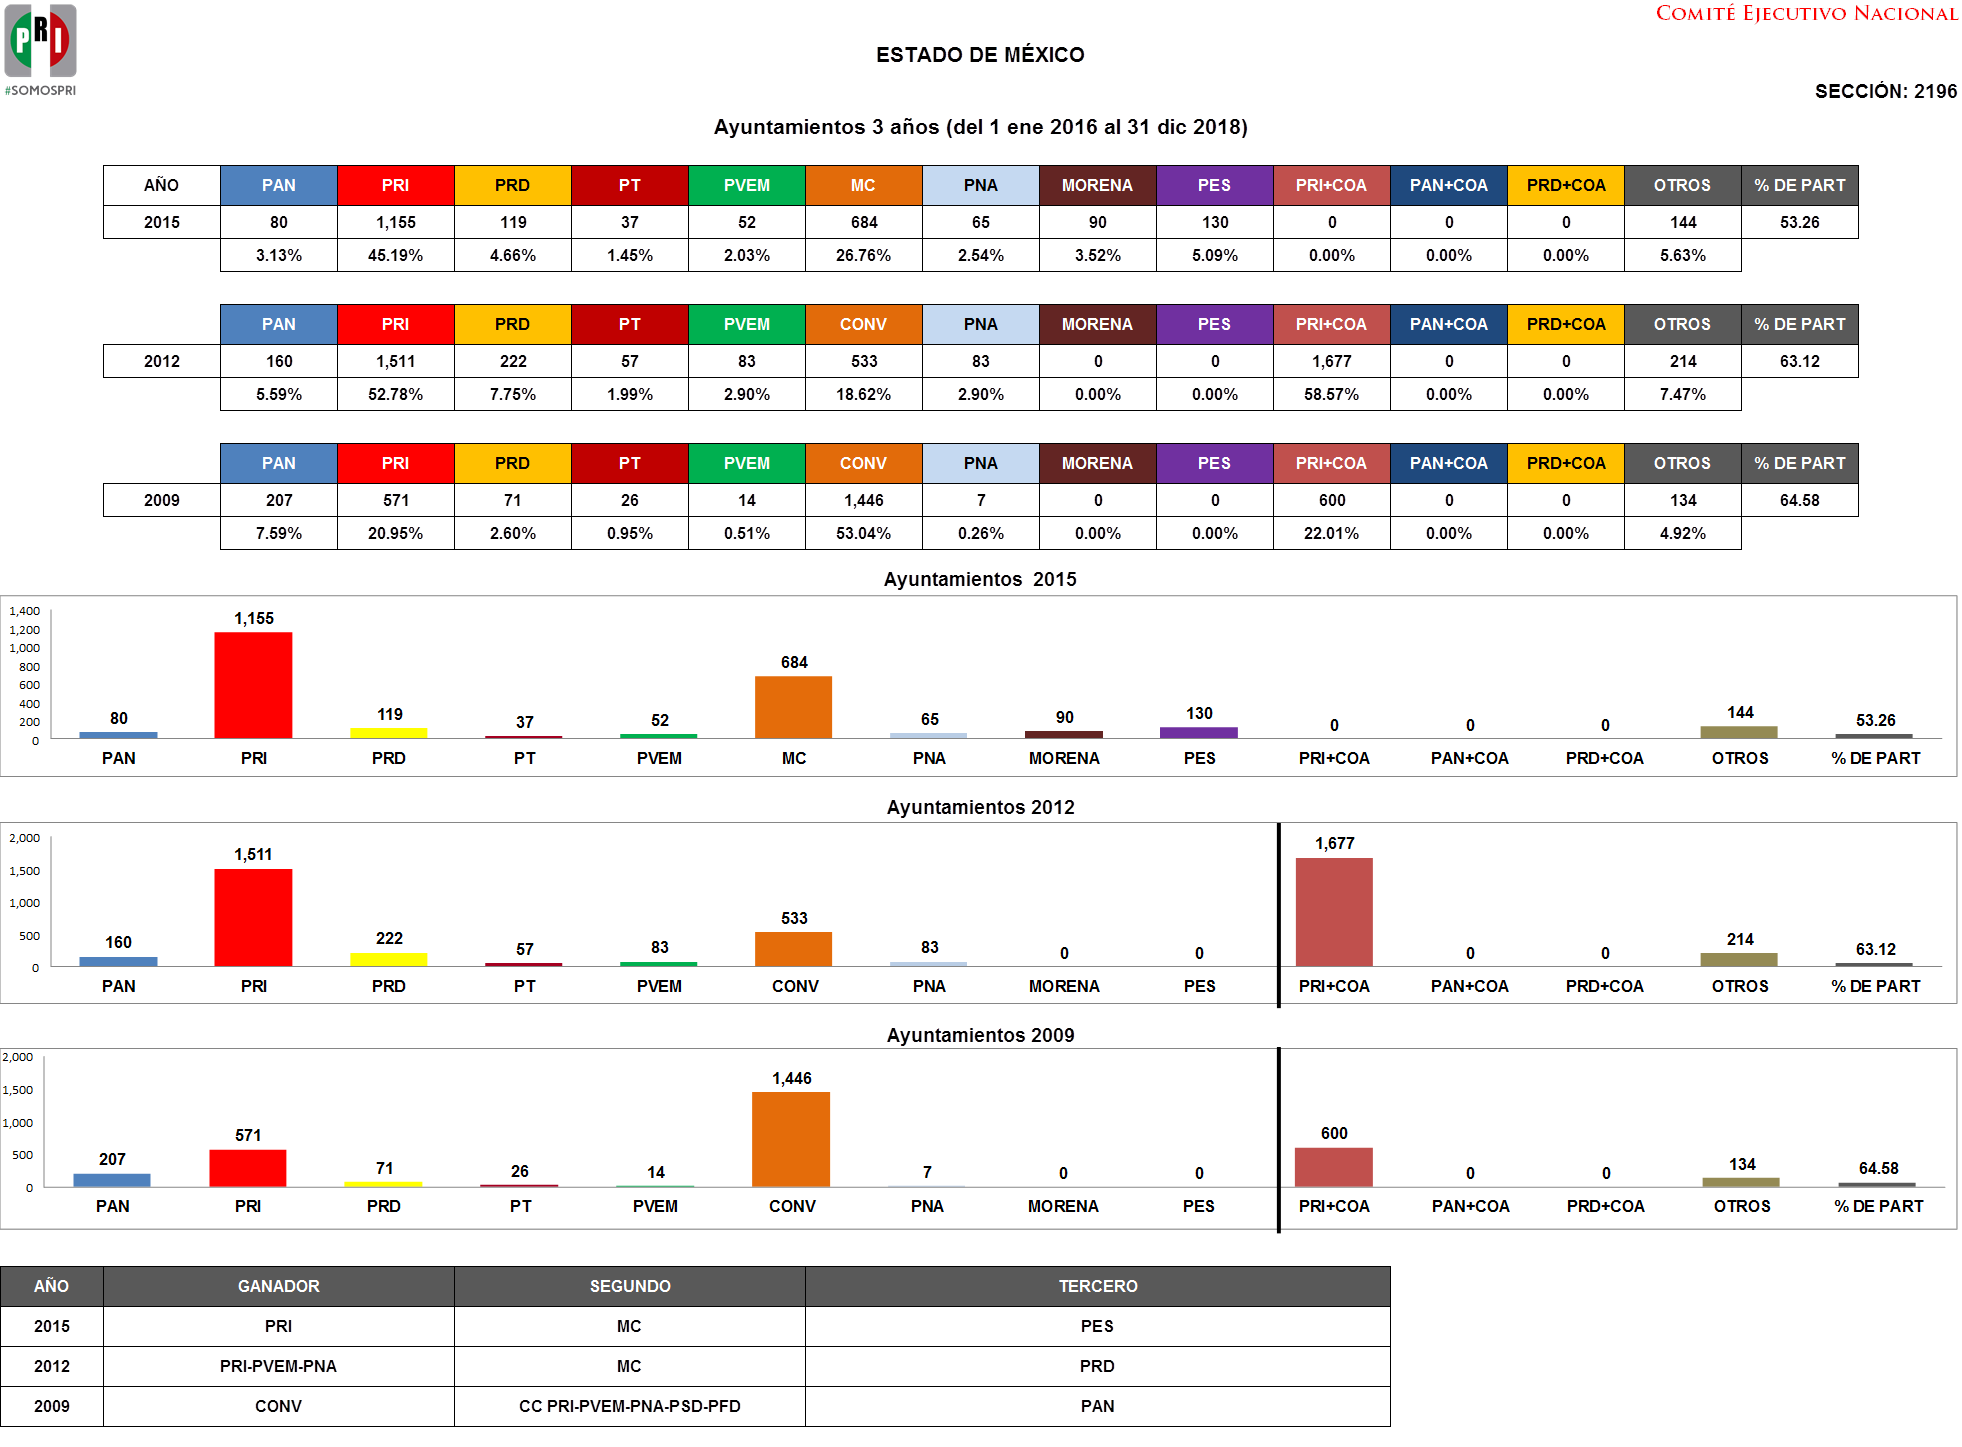 PRI
#SOMOSPRI
COMITÉ EJECUTIVO NACIONAL
ESTADO DE MÉXICO
SECCIÓN: 2196
Ayuntamientos 3 años (del 1 ene 2016 al 31 dic 2018)
AÑO PAN PRI PRD PT PVEM MC PNA MORENA PES PRI+COA PAN+COA PRD+COA OTROS % DE PART
2015 80 1,155 119 37 52 684 65 90 130 0 0 0 144 53.26
3.13% 45.19% 4.66% 1.45% 2.03% 26.76% 2.54% 3.52% 5.09% 0.00% 0.00% 0.00% 5.63%
PAN PRI PRD PT PVEM CONV PNA MORENA PES PRI+COA PAN+COA PRD+COA OTROS % DE PART
2012 160 1,511 222 57 83 533 83 0 0 1,677 0 0 214 63.12
5.59% 52.78% 7.75% 1.99% 2.90% 18.62% 2.90% 0.00% 0.00% 58.57% 0.00% 0.00% 7.47%
PAN PRI PRD PT PVEM CONV PNA MORENA PES PRI+COA PAN+COA PRD+COA OTROS % DE PART
2009 207 571 71 26 14 1,446 7 0 0 600 0 0 134 64.58
7.59% 20.95% 2.60% 0.95% 0.51% 53.04% 0.26% 0.00% 0.00% 22.01% 0.00% 0.00% 4.92%
Ayuntamientos 2015
1,400
1,200
1,000
800
600
400
200
0
80 1,155 119 37 52 684 65 90 130 0 0 0 144 53.26
PAN PRI PRD PT PVEM MC PNA MORENA PES PRI+COA PAN+COA PRD+COA OTROS % DE PART
Ayuntamientos 2012
2,000
1,500
1,000
500
0
160 1,511 222 57 83 533 83 0 0 1,677 0 0 214 63.12
PAN PRI PRD PT PVEM CONV PNA MORENA PES PRI+COA PAN+COA PRD+COA OTROS % DE PART
Ayuntamientos 2009
2,000
1,500
1,000
500
0
207 571 71 26 14 1,446 7 0 0 600 0 0 134 64.58
PAN PRI PRD PT PVEM CONV PNA MORENA PES PRI+COA PAN+COA PRD+COA OTROS % DE PART
AÑO GANADOR SEGUNDO TERCERO
2015 PRI MC PES
2012 PRI-PVEM-PNA MC PRD
2009 CONV CC PRI-PVEM-PNA-PSD-PFD PAN